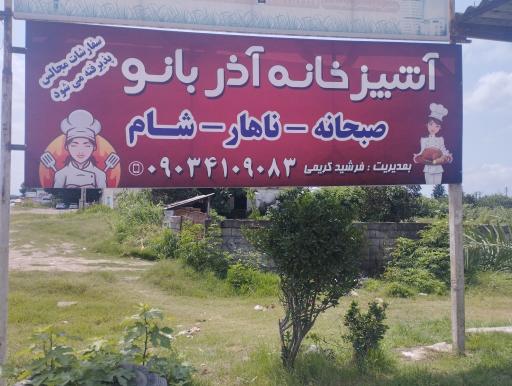 آشپزخانه آذر بانو
سفارشات مجالس
پذیرفته می شود
صبحانه - ناهار - شام
بمدیریت : فرشید کریمی
۰۹۰۳۴۱۰۹۰۸۳